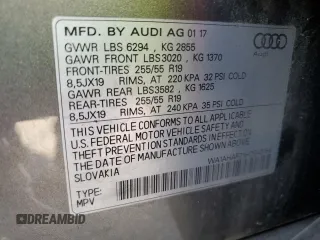 MFD. BY AUDI AG 01 17
GVWR LBS 6294 , KG 2855
GAWR FRONT LBS3020 , KG 1370
FRONT-TIRES 255/55 R19
8,5JX19 RIMS, AT 220 KPA 32 PSI COLD
GAWR REAR LBS3582 , KG 1625
REAR-TIRES 255/55 R19
8,5JX19 RIMS, AT 240 KPA 35 PSI COLD
THIS VEHICLE CONFORMS TO ALL APPLICABLE
U.S. FEDERAL MOTOR VEHICLE SAFETY AND
THEFT PREVENTION STANDARDS IN EFFECT ON
THE DATE OF MANUFACTURE SHOWN ABOVE.
SLOVAKIA
TYPE:
MPV
DREAMBID